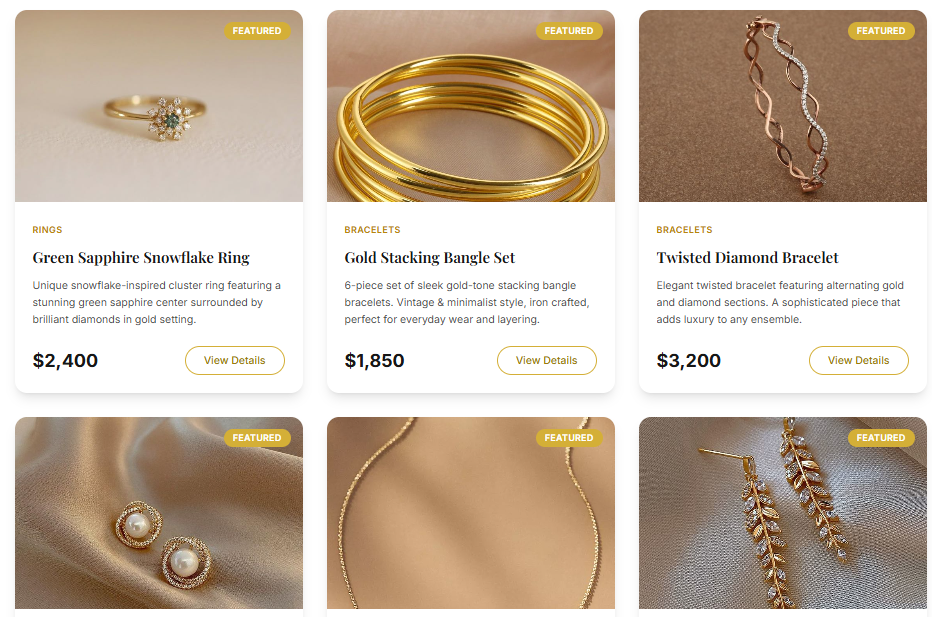 FEATURED
RINGS
Green Sapphire Snowflake Ring
Unique snowflake-inspired cluster ring featuring a
stunning green sapphire center surrounded by
brilliant diamonds in gold setting.
$2,400
View Details
FEATURED
BRACELETS
Gold Stacking Bangle Set
6-piece set of sleek gold-tone stacking bangle
bracelets. Vintage & minimalist style, iron crafted,
perfect for everyday wear and layering.
$1,850
View Details
FEATURED
BRACELETS
Twisted Diamond Bracelet
Elegant twisted bracelet featuring alternating gold
and diamond sections. A sophisticated piece that
adds luxury to any ensemble.
$3,200
View Details
FEATURED
FEATURED
FEATURED